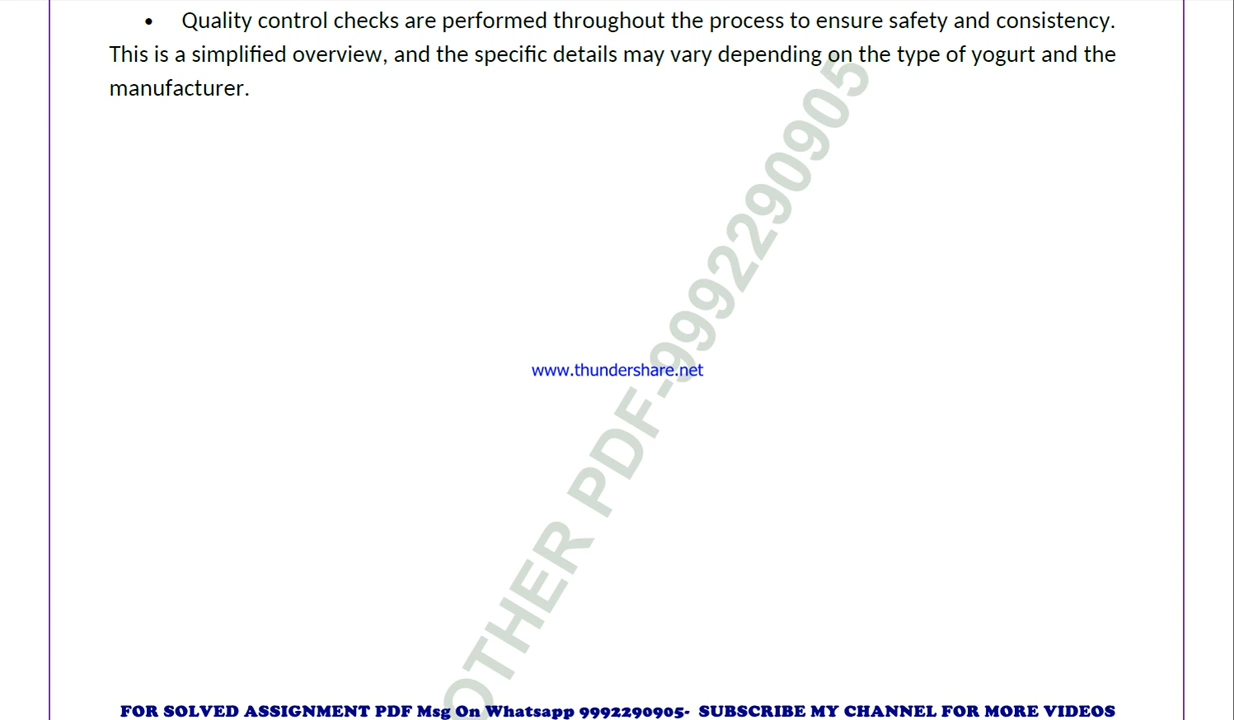 • Quality control checks are performed throughout the process to ensure safety and consistency.
This is a simplified overview, and the specific details may vary depending on the type of yogurt and the
manufacturer.
www.thundershare.net
OTHER PDF-9992290905
FOR SOLVED ASSIGNMENT PDF Msg On Whatsapp 9992290905- SUBSCRIBE MY CHANNEL FOR MORE VIDEOS